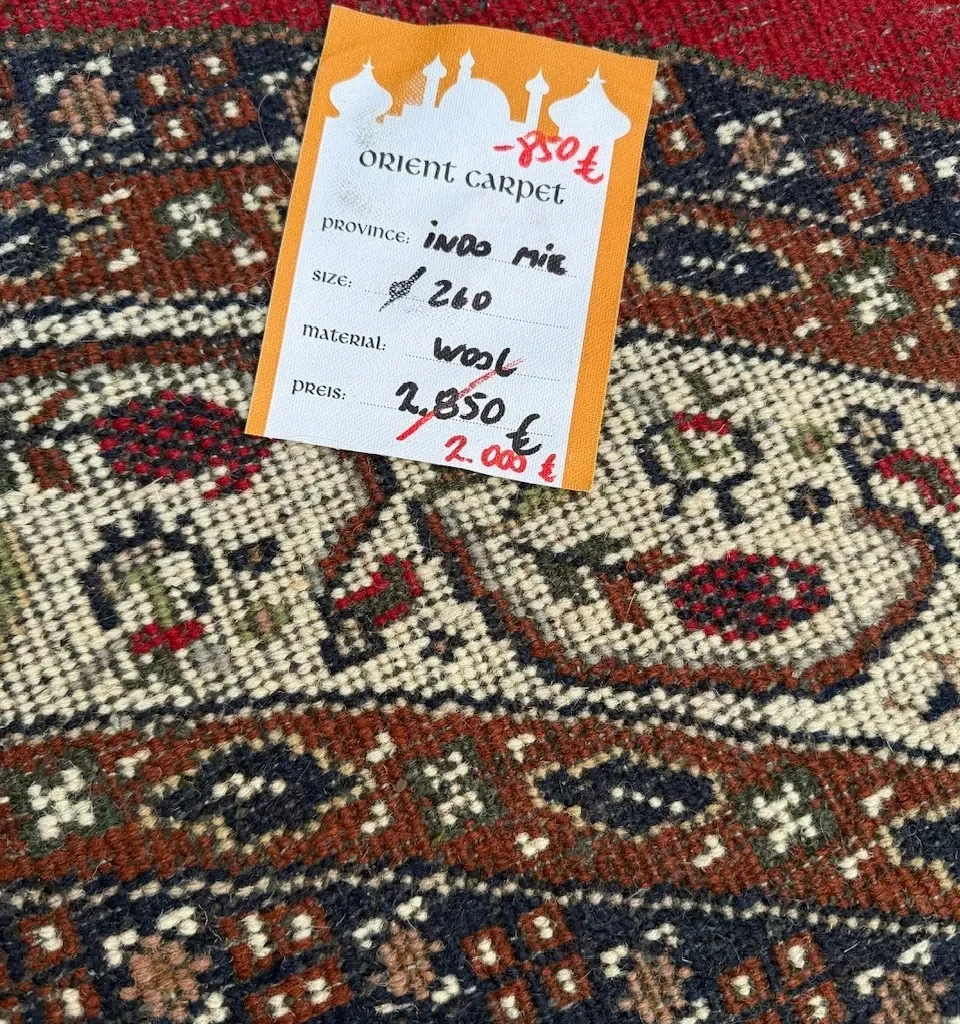 -850 €
ORIENT CARPET
PROVINCE: INDO MIR
SIZE: ∅ 260
MATERIAL: WOOL
PREIS: 2.850 €
2.000 €